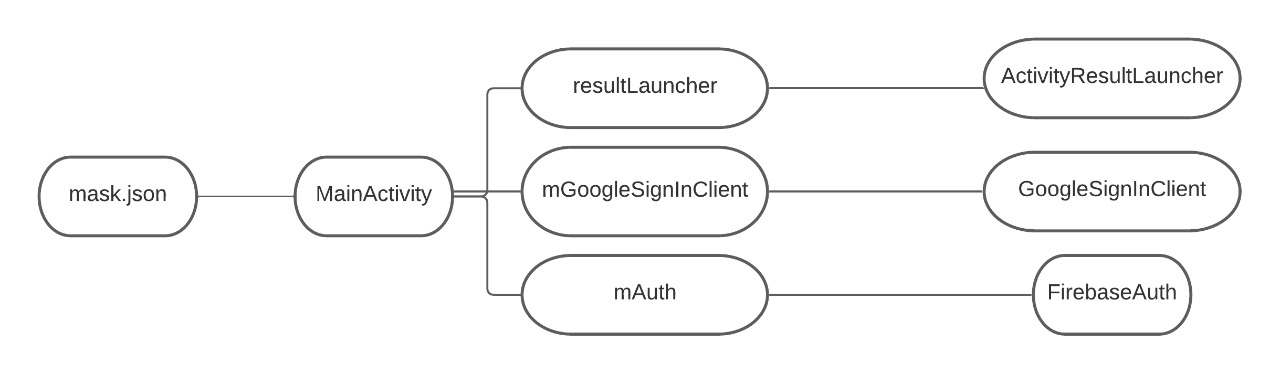 mask.json
MainActivity
resultLauncher
ActivityResultLauncher
mGoogleSignInClient
GoogleSignInClient
mAuth
FirebaseAuth